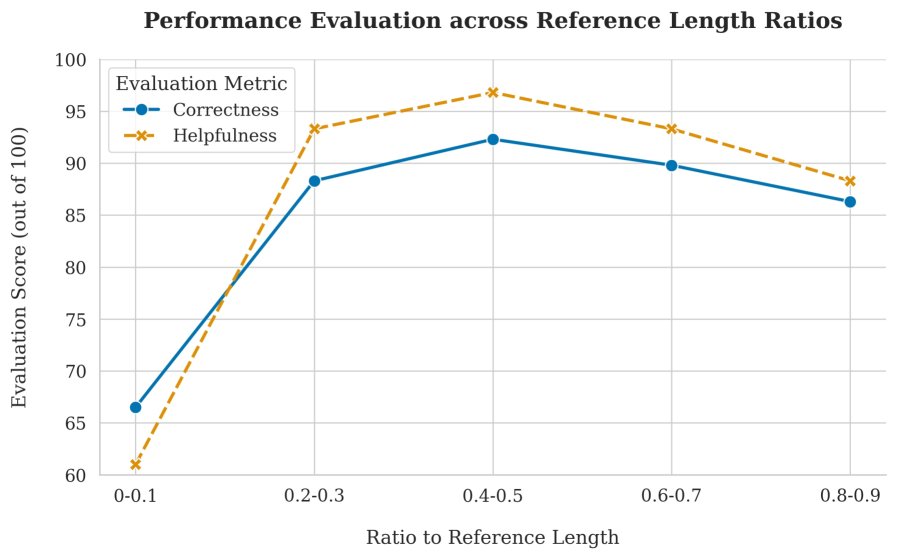 Performance Evaluation across Reference Length Ratios
Evaluation Score (out of 100)
100
95
90
85
80
75
70
65
60
Evaluation Metric
Correctness
Helpfulness
0-0.1 0.2-0.3 0.4-0.5 0.6-0.7 0.8-0.9
Ratio to Reference Length